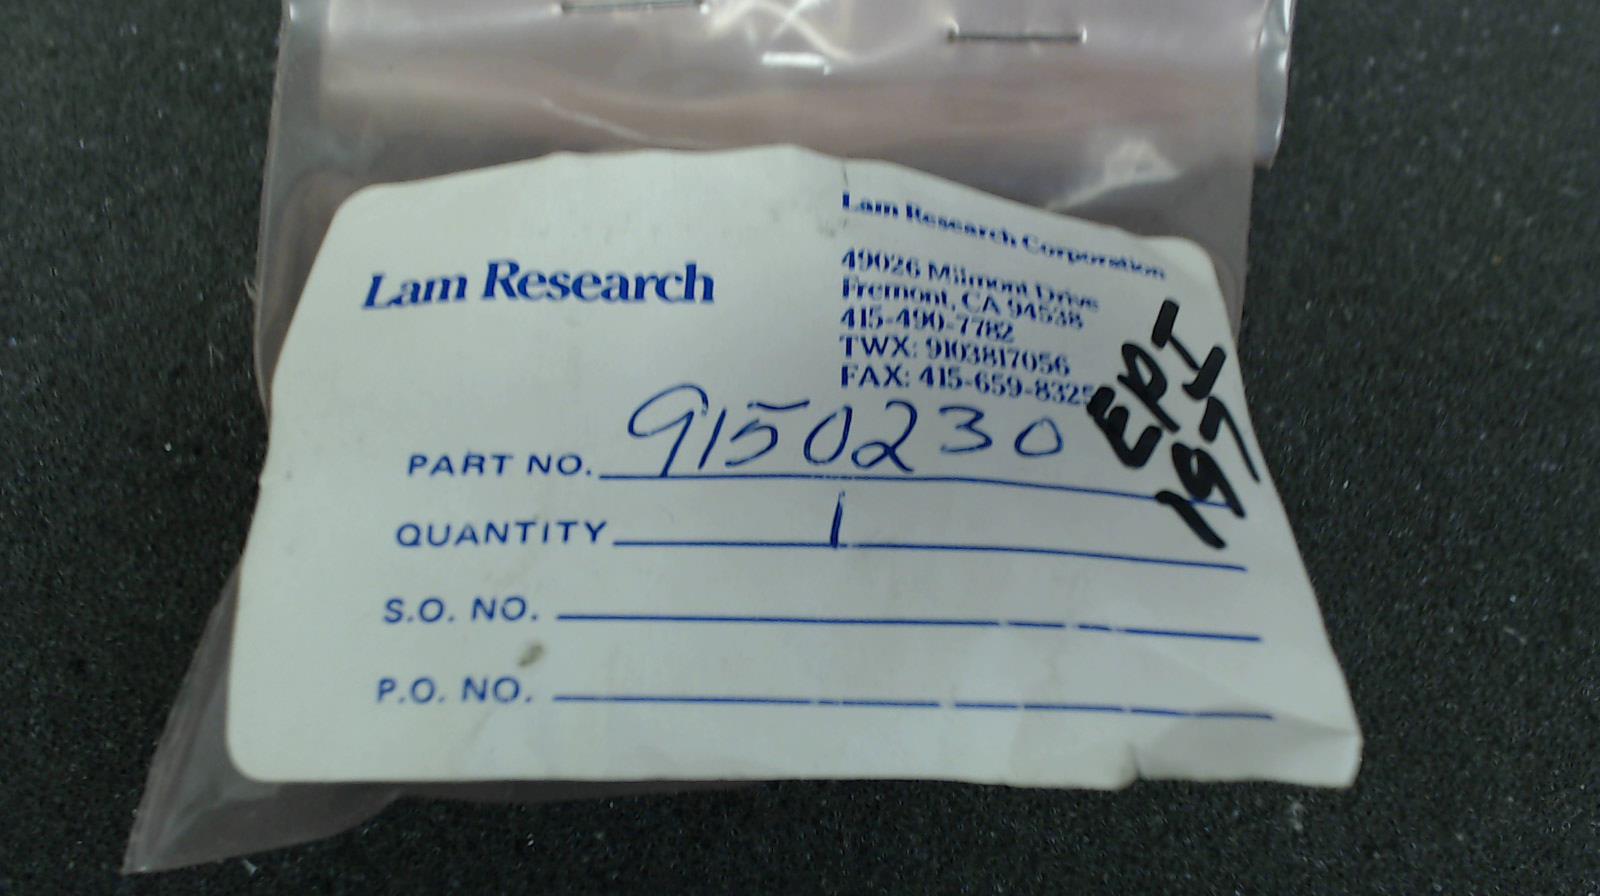 Lam Research
Lam Research Corporation
49026 Milmont Drive
Fremont, CA 94538
415-490-7782
TWX: 9103817056
FAX: 415-659-8325
EPI
197
PART NO. 9150230
QUANTITY 1
S.O. NO.
P.O. NO.